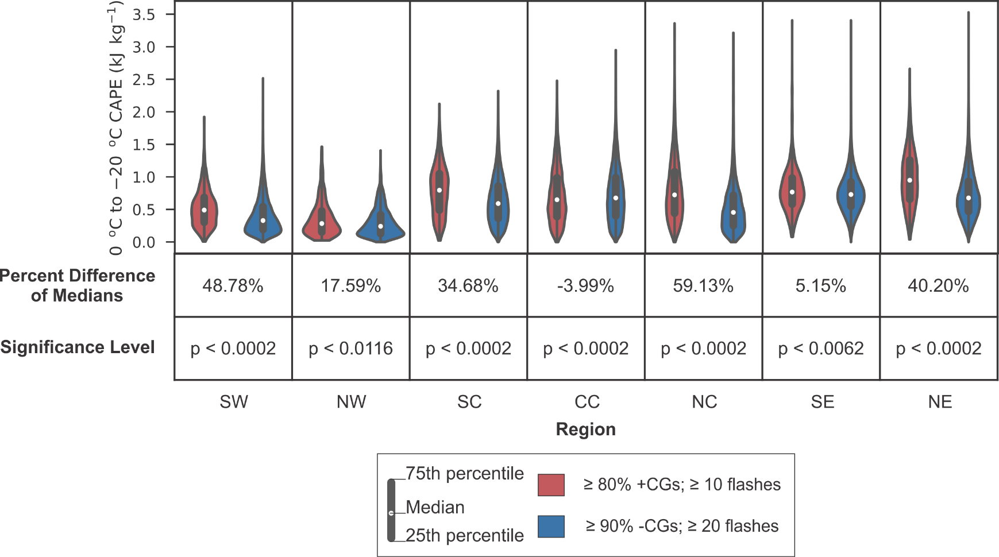 0 ºC to −20 ºC CAPE (kJ kg⁻¹)
3.5
3.0
2.5
2.0
1.5
1.0
0.5
0.0
Percent Difference
of Medians
48.78% 17.59% 34.68% -3.99% 59.13% 5.15% 40.20%
Significance Level p < 0.0002 p < 0.0116 p < 0.0002 p < 0.0002 p < 0.0002 p < 0.0062 p < 0.0002
SW NW SC CC NC SE NE
Region
75th percentile
Median
25th percentile
≥ 80% +CGs; ≥ 10 flashes
≥ 90% -CGs; ≥ 20 flashes